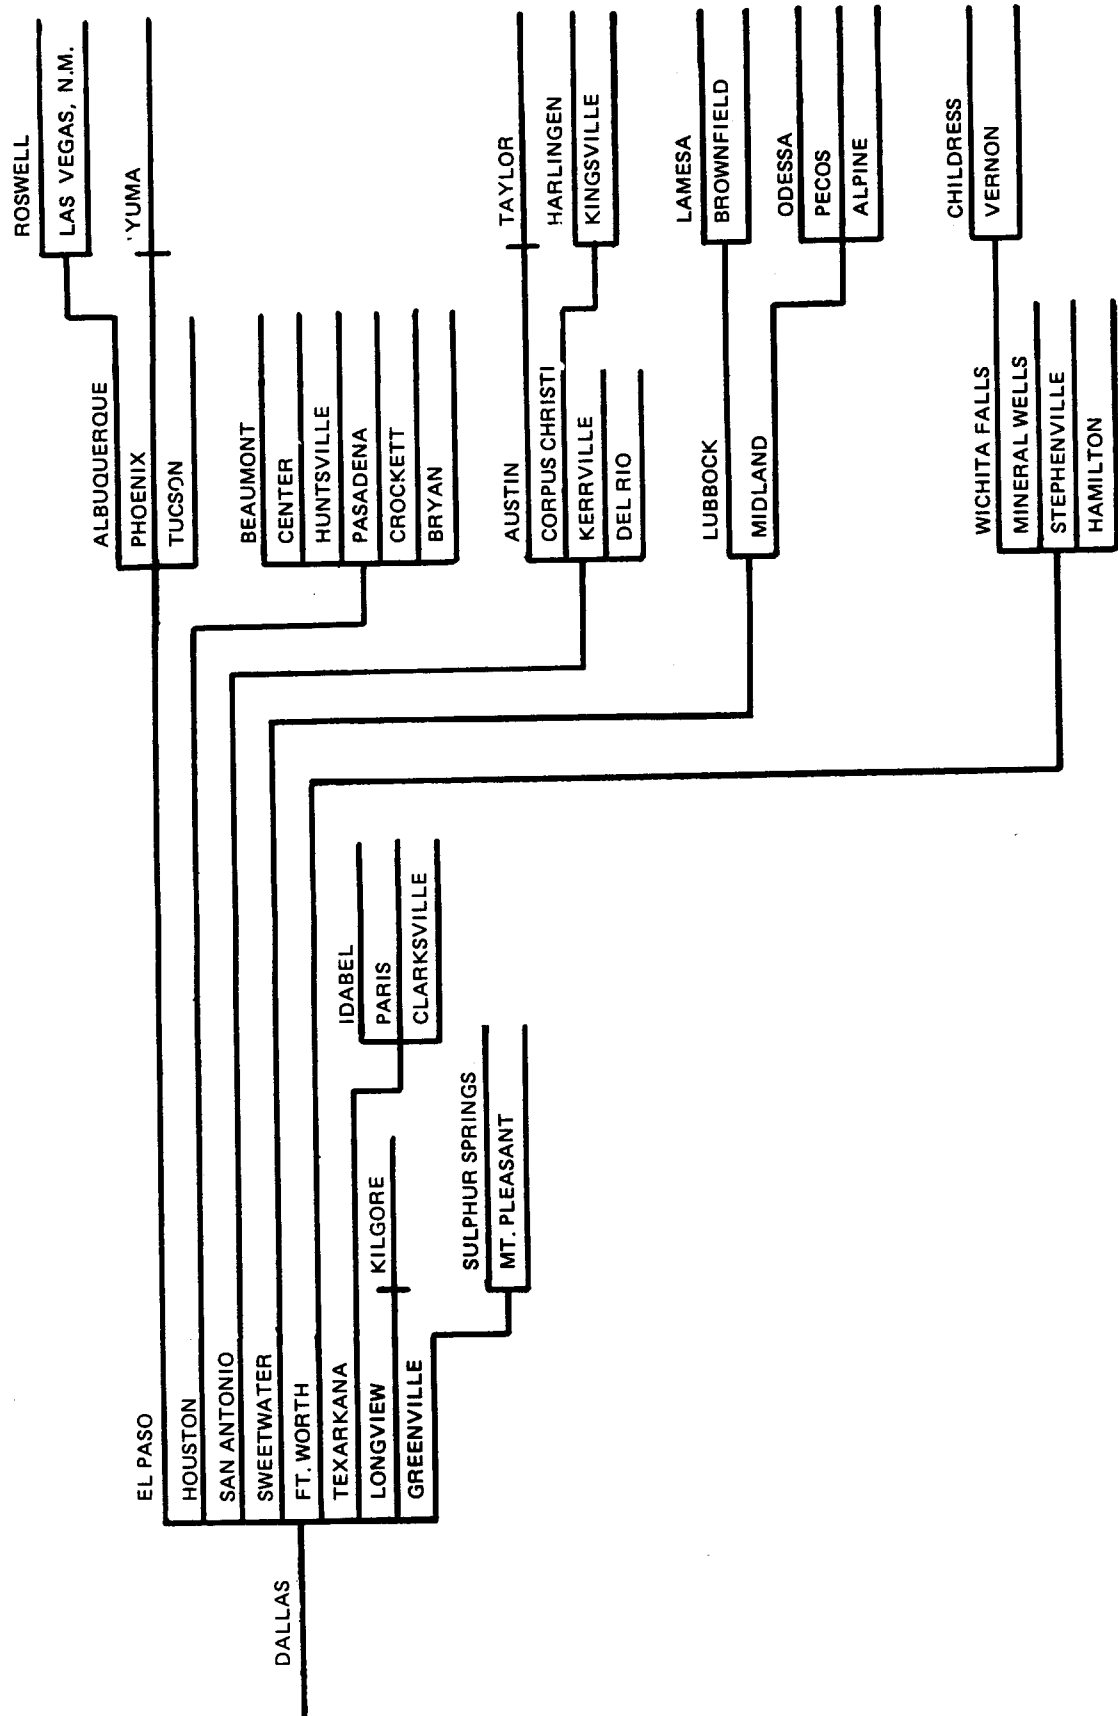 DALLAS
EL PASO
HOUSTON
SAN ANTONIO
SWEETWATER
FT. WORTH
TEXARKANA
LONGVIEW
GREENVILLE
KILGORE
SULPHUR SPRINGS
MT. PLEASANT
IDABEL
PARIS
CLARKSVILLE
ALBUQUERQUE
PHOENIX
TUCSON
BEAUMONT
CENTER
HUNTSVILLE
PASADENA
CROCKETT
BRYAN
AUSTIN
CORPUS CHRISTI
KERRVILLE
DEL RIO
LUBBOCK
MIDLAND
WICHITA FALLS
MINERAL WELLS
STEPHENVILLE
HAMILTON
ROSWELL
LAS VEGAS, N.M.
YUMA
TAYLOR
HARLINGEN
KINGSVILLE
LAMESA
BROWNFIELD
ODESSA
PECOS
ALPINE
CHILDRESS
VERNON